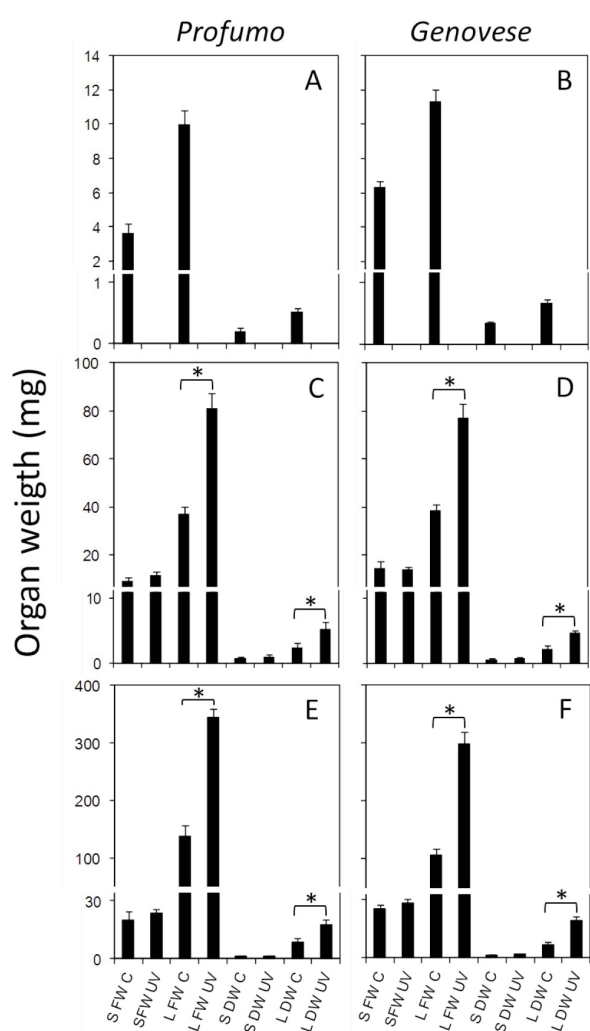 Profumo
Genovese
Organ weigth (mg)
14
12
10
8
6
4
2
1
0
A
B
100
80
60
40
20
10
0
*
*
C
*
*
D
400
300
200
100
30
0
*
*
E
*
*
F
S FW C
SFW UV
L FW C
L FW UV
S DW C
S DW UV
L DW C
L DW UV
S FW C
SFW UV
L FW C
L FW UV
S DW C
S DW UV
L DW C
L DW UV